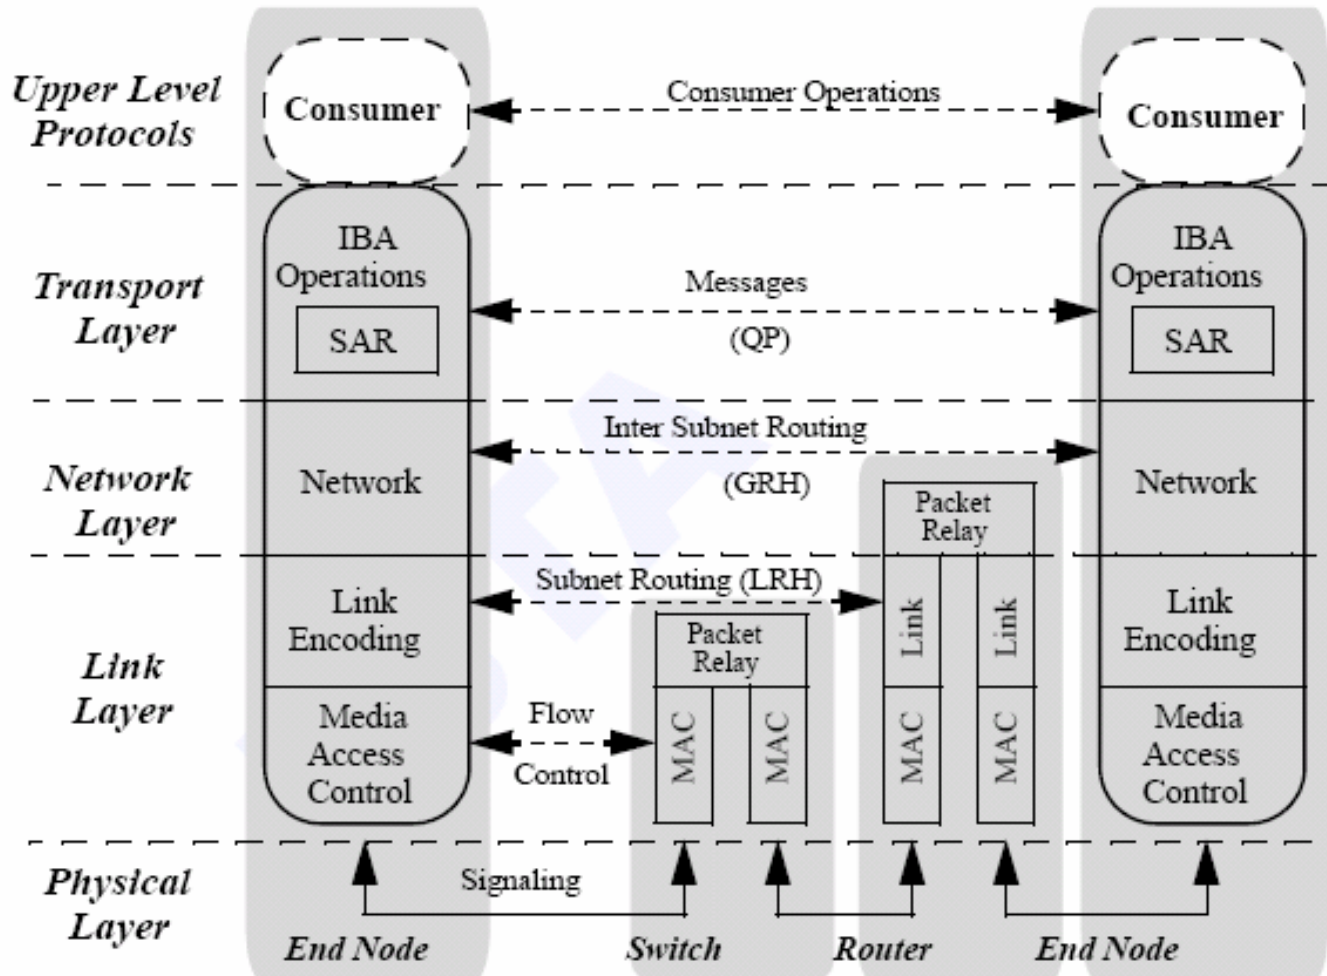 Upper Level
Protocols
Consumer
Consumer Operations
Consumer
Transport
Layer
IBA
Operations
SAR
Messages
(QP)
IBA
Operations
SAR
Network
Layer
Network
Inter Subnet Routing
(GRH)
Packet
Relay
Network
Link
Layer
Link
Encoding
Subnet Routing (LRH)
Packet
Relay
Link
Link
Link
Encoding
Media
Access
Control
Flow
Control
MAC
MAC
MAC
MAC
Media
Access
Control
Physical
Layer
Signaling
End Node
Switch
Router
End Node